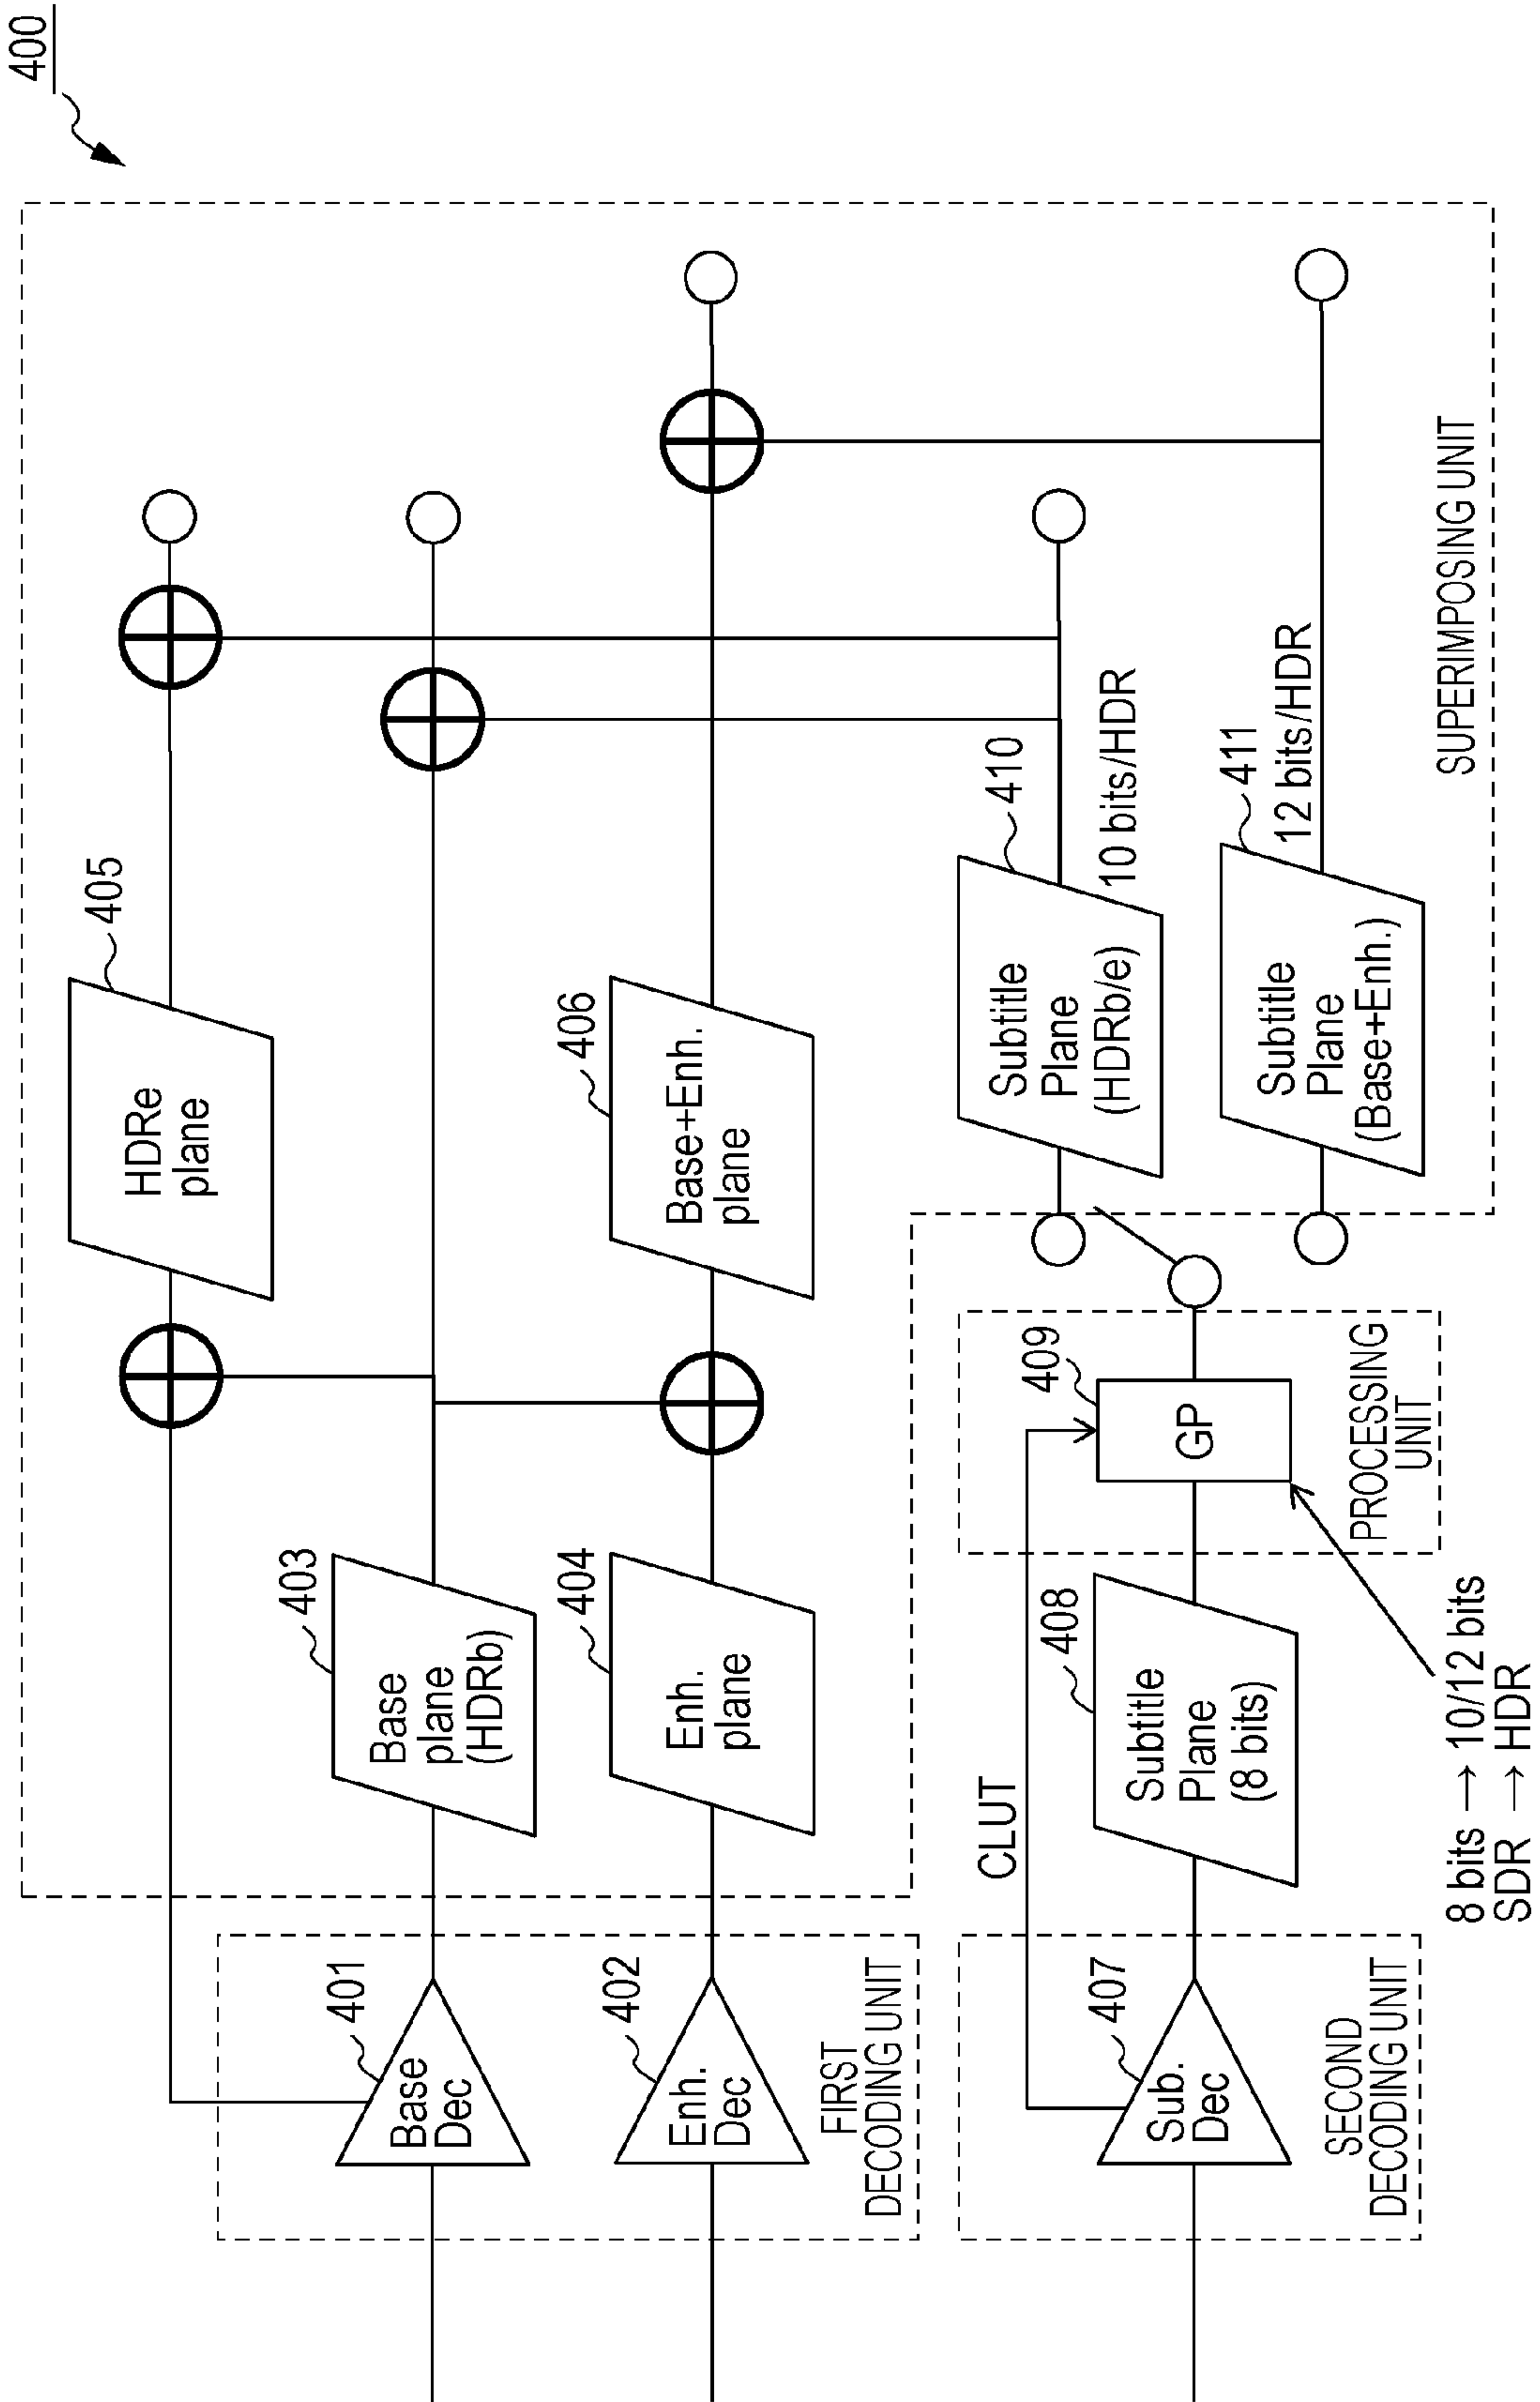 400
405
HDRe
plane
403
Base
plane
(HDRb)
401
Base
Dec
406
Base+Enh.
plane
404
Enh.
plane
402
Enh.
Dec
FIRST
DECODING UNIT
410
Subtitle
Plane
(HDRb/e)
10 bits/HDR
411
Subtitle
Plane
(Base+Enh.)
12 bits/HDR
SUPERIMPOSING UNIT
CLUT
407
Sub.
Dec
SECOND
DECODING UNIT
408
Subtitle
Plane
(8 bits)
409
GP
PROCESSING
UNIT
8 bits → 10/12 bits
SDR → HDR